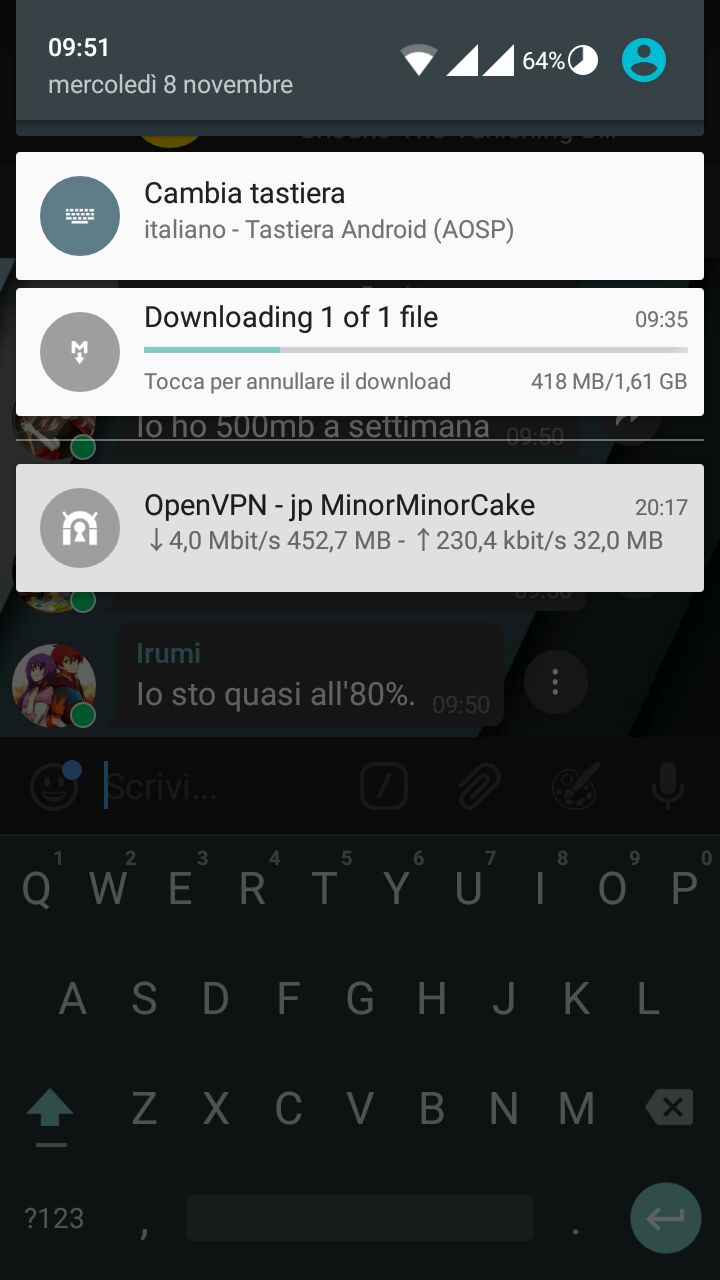 09:51
64%
mercoledì 8 novembre
Cambia tastiera
italiano - Tastiera Android (AOSP)
Downloading 1 of 1 file 09:35
Tocca per annullare il download 418 MB/1,61 GB
Io ho 500mb a settimana 09:50
OpenVPN - jp MinorMinorCake 20:17
↓4,0 Mbit/s 452,7 MB - ↑230,4 kbit/s 32,0 MB
09:50
Irumi
Io sto quasi all'80%. 09:50
Scrivi...
1 2 3 4 5 6 7 8 9 0
Q W E R T Y U I O P
A S D F G H J K L
Z X C V B N M
?123 , .